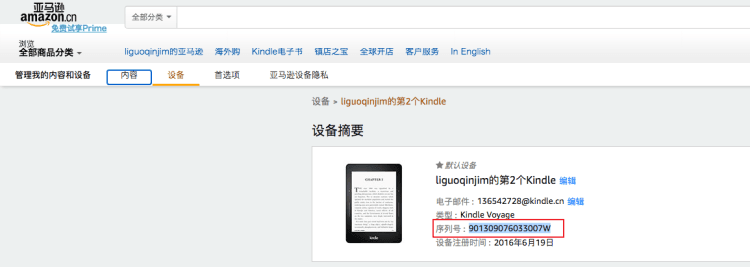 亚马逊
amazon.cn
免费试享Prime
全部分类
浏览
全部商品分类
liguoqinjim的亚马逊 海外购 Kindle电子书 镇店之宝 全球开店 客户服务 In English
管理我的内容和设备 内容 设备 首选项 亚马逊设备隐私
设备 » liguoqinjim的第2个Kindle
设备摘要
默认设备
liguoqinjim的第2个Kindle 编辑
电子邮件：136542728@kindle.cn 编辑
类型：Kindle Voyage
序列号：901309076033007W
设备注册时间：2016年6月19日
CHAPTER I
kindle